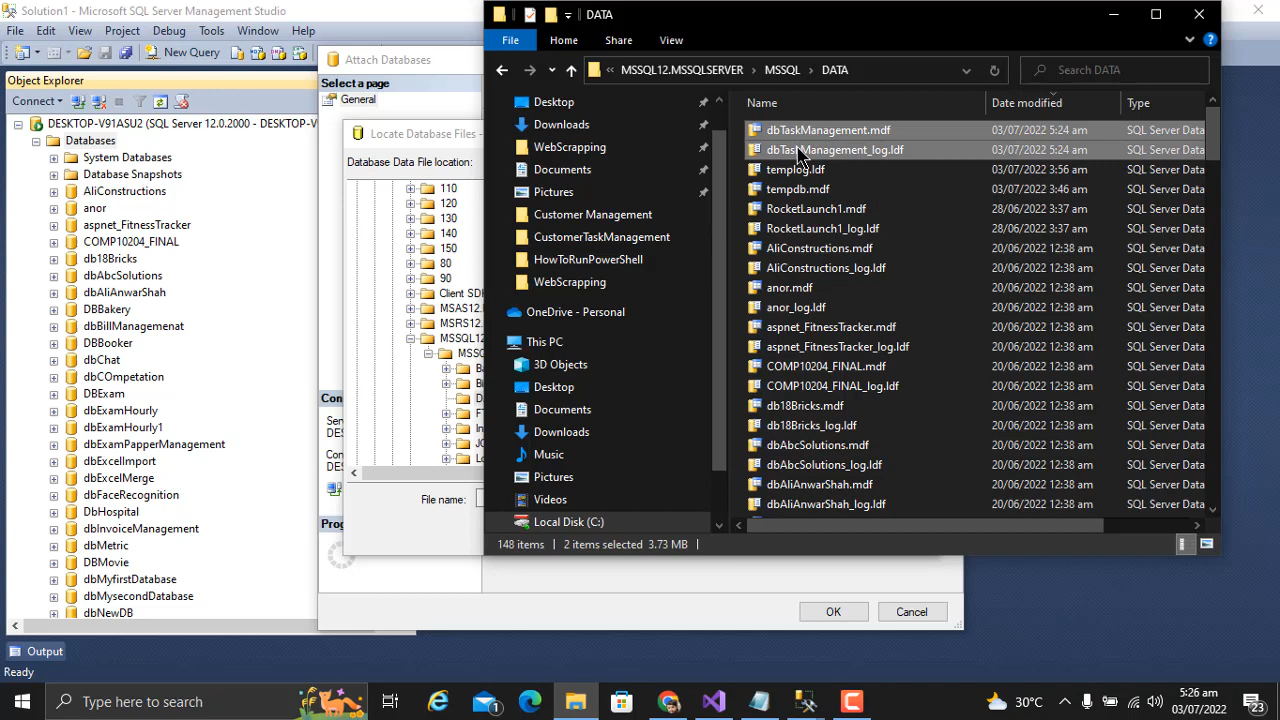 Solution1 - Microsoft SQL Server Management Studio
File Edit View Project Debug Tools Window Help
New Query
Object Explorer
Connect
DESKTOP-V91ASU2 (SQL Server 12.0.2000 - DESKTOP-V
Databases
System Databases
Database Snapshots
AliConstructions
anor
aspnet_FitnessTracker
COMP10204_FINAL
db18Bricks
dbAbcSolutions
dbAliAnwarShah
DBBakery
dbBillManagemenat
DBBooker
dbChat
dbCOmpetation
DBExam
dbExamHourly
dbExamHourly1
dbExamPapperManagement
dbExcelImport
dbExcelMerge
dbFaceRecognition
DbHospital
dbInvoiceManagement
dbMetric
DBMovie
dbMyfirstDatabase
dbMysecondDatabase
dbNewDB
Output
Ready
Attach Databases
Select a page
General
Con
Serv
DES
Con
DES
Prog
Locate Database Files -
Database Data File location:
110
120
130
140
150
80
90
Client SD
MSAS12.
MSRS12.
MSSQL12
MSS
Ba
Bi
D
FT
In
JO
Lo
File name:
OK
Cancel
DATA
File Home Share View
« MSSQL12.MSSQLSERVER › MSSQL › DATA
Search DATA
Desktop
Downloads
WebScrapping
Documents
Pictures
Customer Management
CustomerTaskManagement
HowToRunPowerShell
WebScrapping
OneDrive - Personal
This PC
3D Objects
Desktop
Documents
Downloads
Music
Pictures
Videos
Local Disk (C:)
Name Date modified Type
dbTaskManagement.mdf 03/07/2022 5:24 am SQL Server Data
dbTaskManagement_log.ldf 03/07/2022 5:24 am SQL Server Data
templog.ldf 03/07/2022 3:56 am SQL Server Data
tempdb.mdf 03/07/2022 3:46 am SQL Server Data
RocketLaunch1.mdf 28/06/2022 3:37 am SQL Server Data
RocketLaunch1_log.ldf 28/06/2022 3:37 am SQL Server Data
AliConstructions.mdf 20/06/2022 12:38 am SQL Server Data
AliConstructions_log.ldf 20/06/2022 12:38 am SQL Server Data
anor.mdf 20/06/2022 12:38 am SQL Server Data
anor_log.ldf 20/06/2022 12:38 am SQL Server Data
aspnet_FitnessTracker.mdf 20/06/2022 12:38 am SQL Server Data
aspnet_FitnessTracker_log.ldf 20/06/2022 12:38 am SQL Server Data
COMP10204_FINAL.mdf 20/06/2022 12:38 am SQL Server Data
COMP10204_FINAL_log.ldf 20/06/2022 12:38 am SQL Server Data
db18Bricks.mdf 20/06/2022 12:38 am SQL Server Data
db18Bricks_log.ldf 20/06/2022 12:38 am SQL Server Data
dbAbcSolutions.mdf 20/06/2022 12:38 am SQL Server Data
dbAbcSolutions_log.ldf 20/06/2022 12:38 am SQL Server Data
dbAliAnwarShah.mdf 20/06/2022 12:38 am SQL Server Data
dbAliAnwarShah_log.ldf 20/06/2022 12:38 am SQL Server Data
148 items 2 items selected 3.73 MB
Type here to search
1
30°C
5:26 am
03/07/2022
23